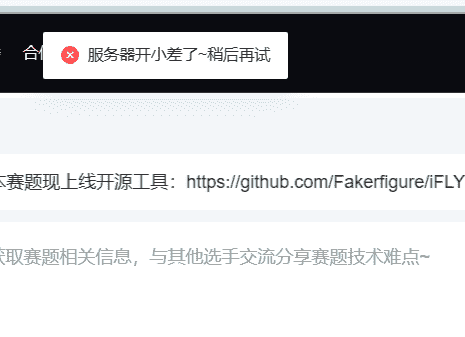 合
服务器开小差了~稍后再试
本赛题现上线开源工具：https://github.com/Fakerfigure/iFLY
获取赛题相关信息，与其他选手交流分享赛题技术难点~